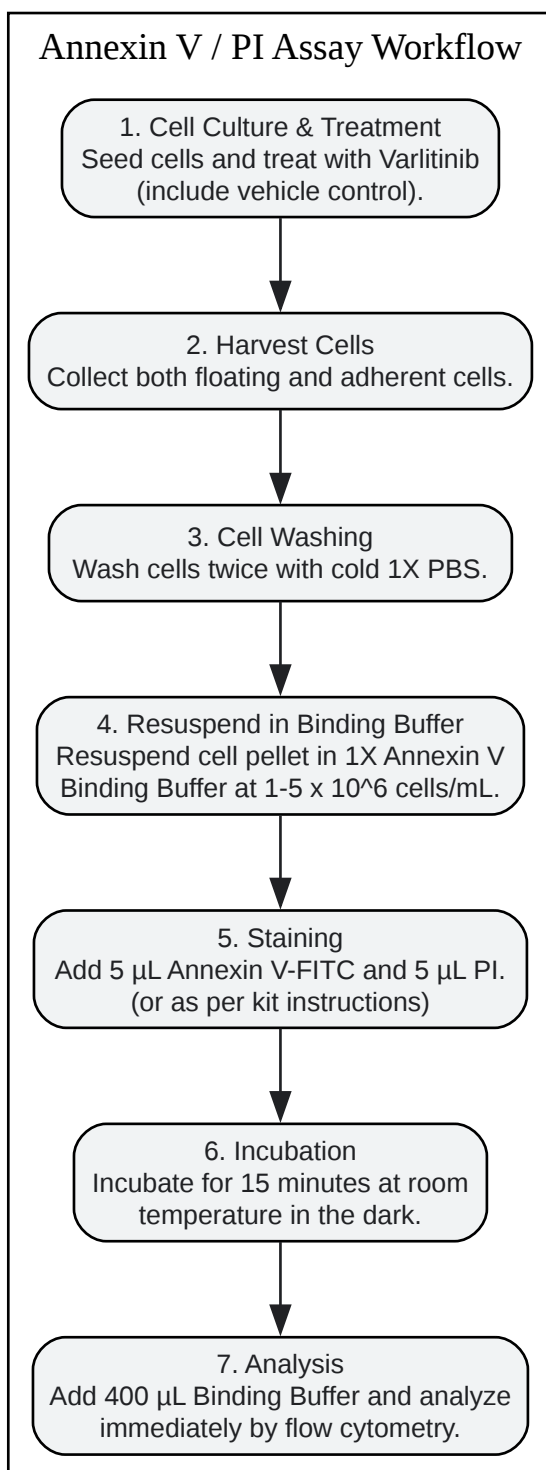 Annexin V / PI Assay Workflow
1. Cell Culture & Treatment
Seed cells and treat with Varlitinib
(include vehicle control).
2. Harvest Cells
Collect both floating and adherent cells.
3. Cell Washing
Wash cells twice with cold 1X PBS.
4. Resuspend in Binding Buffer
Resuspend cell pellet in 1X Annexin V
Binding Buffer at 1-5 x 10^6 cells/mL.
5. Staining
Add 5 µL Annexin V-FITC and 5 µL PI.
(or as per kit instructions)
6. Incubation
Incubate for 15 minutes at room
temperature in the dark.
7. Analysis
Add 400 µL Binding Buffer and analyze
immediately by flow cytometry.